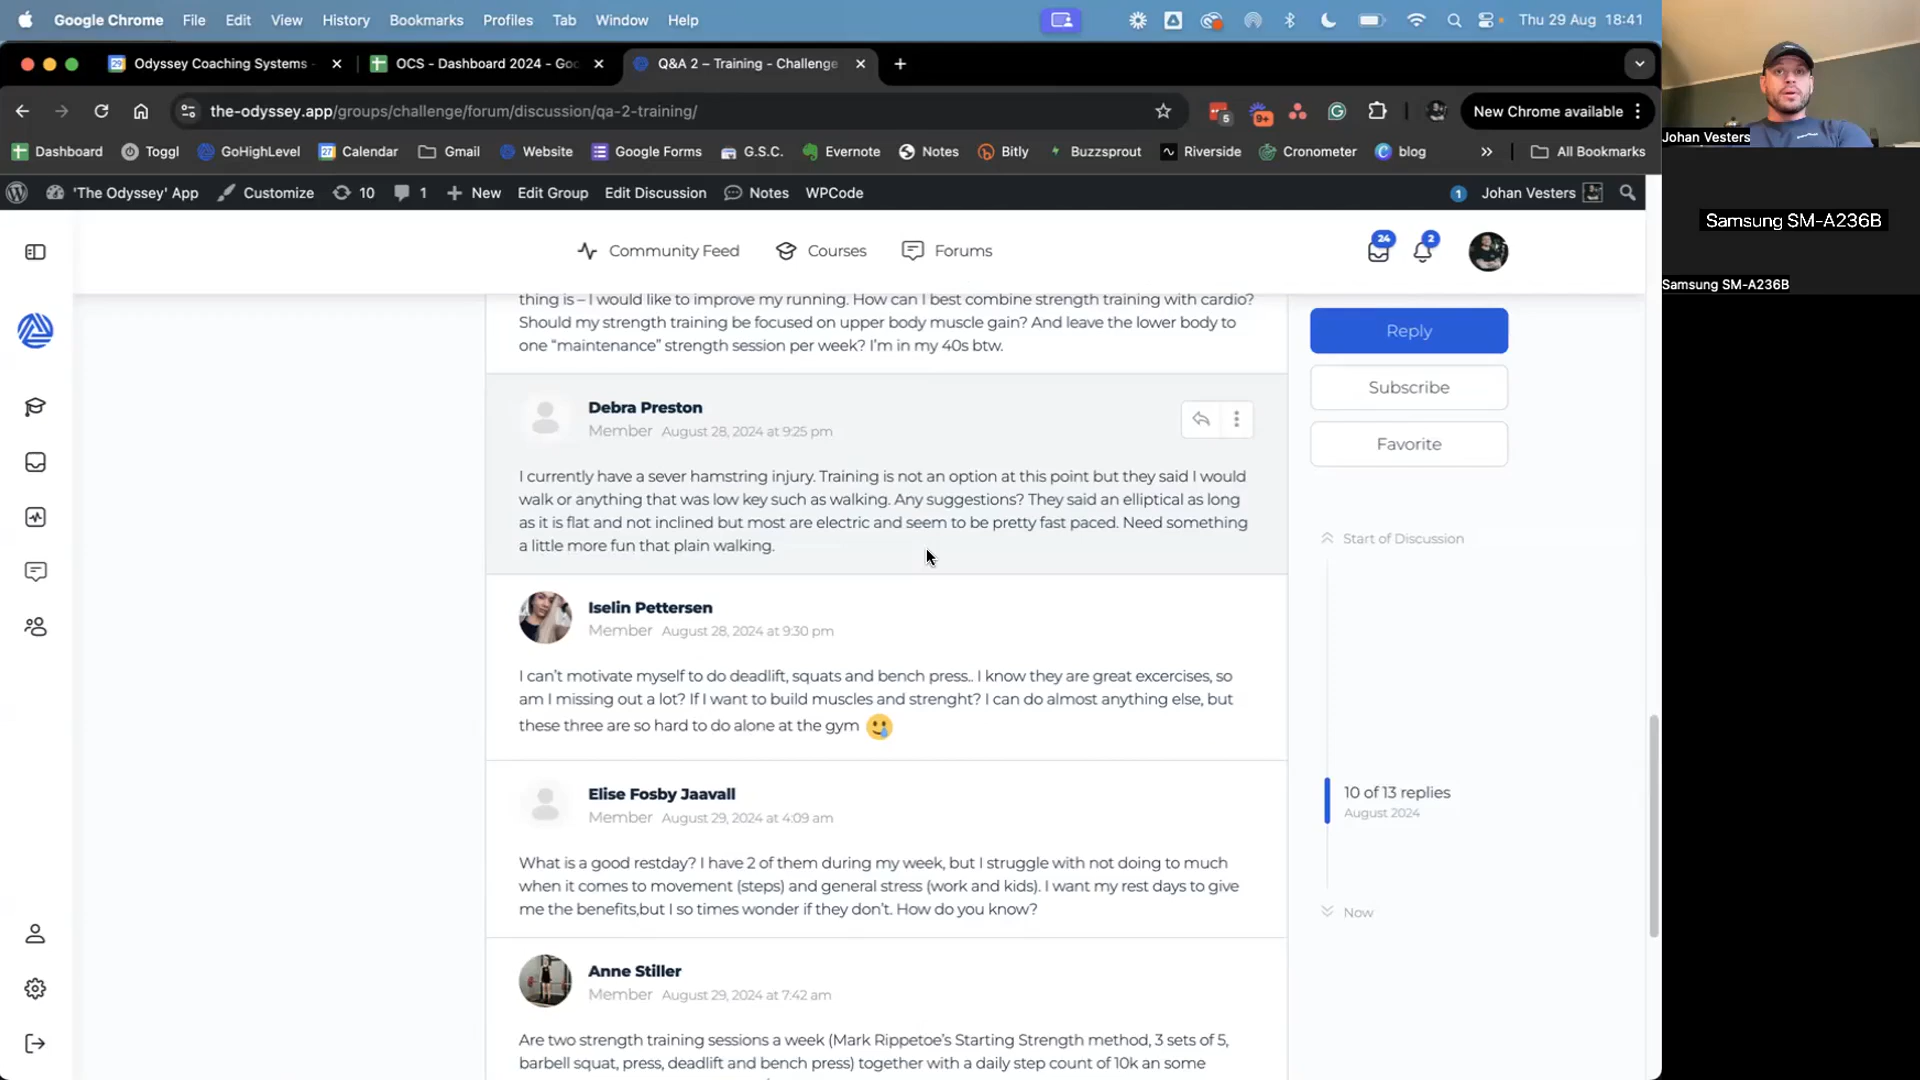 Google Chrome File Edit View History Bookmarks Profiles Tab Window Help Thu 29 Aug 18:41
29 Odyssey Coaching Systems - OCS - Dashboard 2024 - Goo Q&A 2 – Training - Challenge
the-odyssey.app/groups/challenge/forum/discussion/qa-2-training/ 5 9+ New Chrome available
Dashboard Toggl GoHighLevel Calendar Gmail Website Google Forms G.S.C. Evernote Notes Bitly Buzzsprout Riverside Cronometer blog » All Bookmarks
'The Odyssey' App Customize 10 1 New Edit Group Edit Discussion Notes WPCode 1 Johan Vesters
Community Feed Courses Forums 24 2
thing is – I would like to improve my running. How can I best combine strength training with cardio?
Should my strength training be focused on upper body muscle gain? And leave the lower body to
one “maintenance” strength session per week? I’m in my 40s btw.
Debra Preston
Member August 28, 2024 at 9:25 pm
I currently have a sever hamstring injury. Training is not an option at this point but they said I would
walk or anything that was low key such as walking. Any suggestions? They said an elliptical as long
as it is flat and not inclined but most are electric and seem to be pretty fast paced. Need something
a little more fun that plain walking.
Iselin Pettersen
Member August 28, 2024 at 9:30 pm
I can’t motivate myself to do deadlift, squats and bench press.. I know they are great excercises, so
am I missing out a lot? If I want to build muscles and strenght? I can do almost anything else, but
these three are so hard to do alone at the gym
Elise Fosby Jaavall
Member August 29, 2024 at 4:09 am
What is a good restday? I have 2 of them during my week, but I struggle with not doing to much
when it comes to movement (steps) and general stress (work and kids). I want my rest days to give
me the benefits,but I so times wonder if they don’t. How do you know?
Anne Stiller
Member August 29, 2024 at 7:42 am
Are two strength training sessions a week (Mark Rippetoe’s Starting Strength method, 3 sets of 5,
barbell squat, press, deadlift and bench press) together with a daily step count of 10k an some
Reply
Subscribe
Favorite
Start of Discussion
10 of 13 replies
August 2024
Now
Johan Vesters
Samsung SM-A236B
Samsung SM-A236B